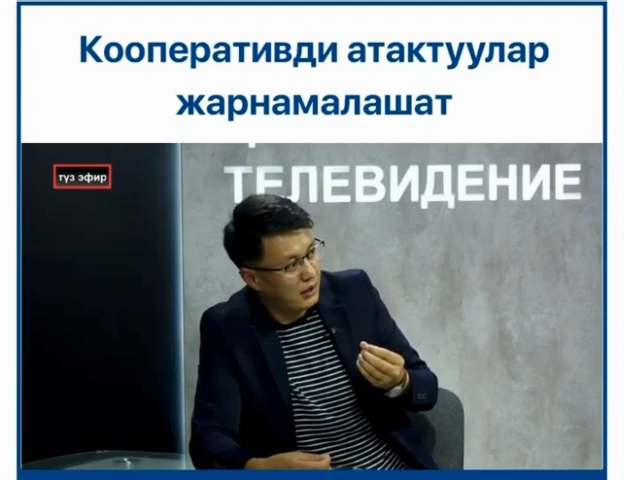 Кооперативди атактуулар
жарнамалашат
түз эфир
ТЕЛЕВИДЕНИЕ